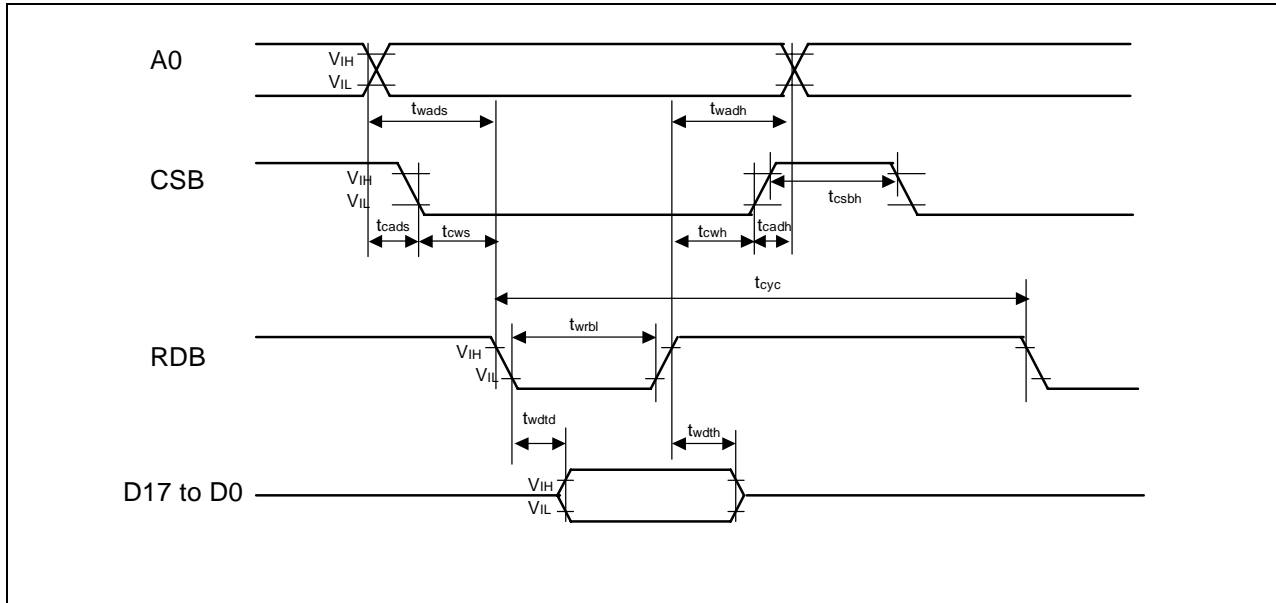 A0
VIH
VIL
twads
twadh
CSB
VIH
VIL
tcsbh
tcads
tcws
tcwh
tcadh
tcyc
RDB
twrbl
VIH
VIL
twdtd
twdth
D17 to D0
VIH
VIL